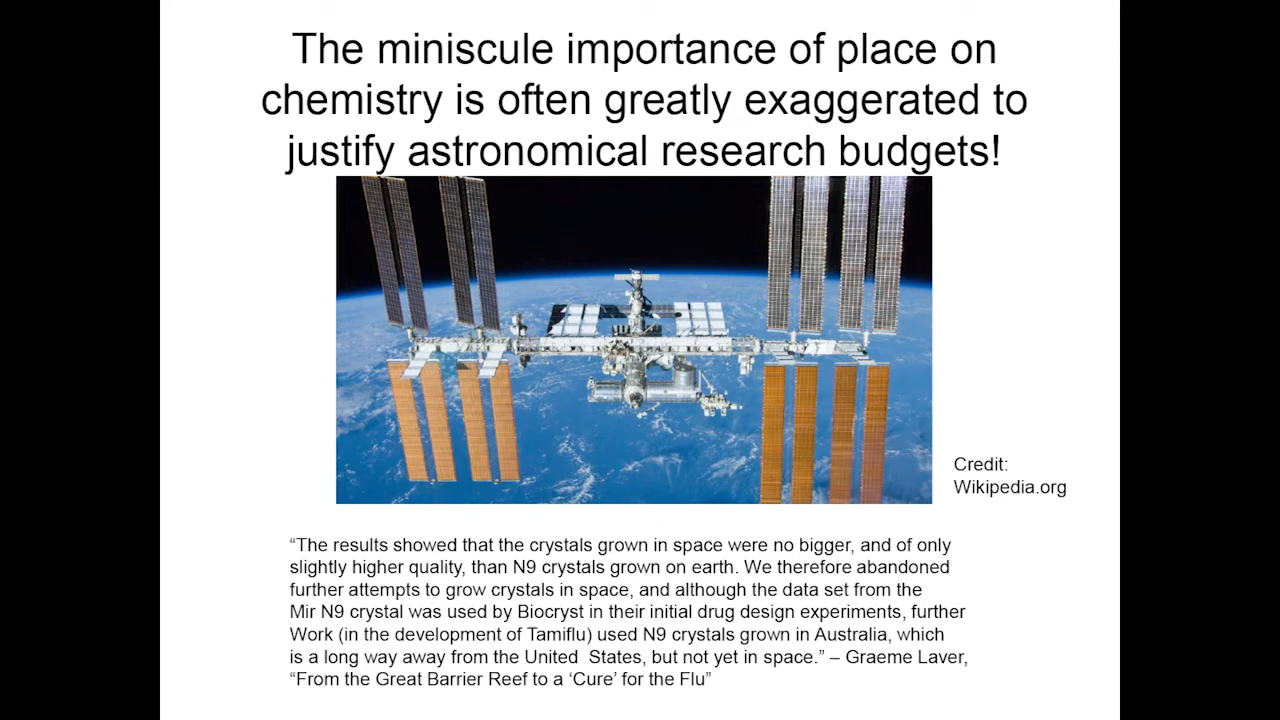 The miniscule importance of place on
chemistry is often greatly exaggerated to
justify astronomical research budgets!
Credit:
Wikipedia.org
“The results showed that the crystals grown in space were no bigger, and of only
slightly higher quality, than N9 crystals grown on earth. We therefore abandoned
further attempts to grow crystals in space, and although the data set from the
Mir N9 crystal was used by Biocryst in their initial drug design experiments, further
Work (in the development of Tamiflu) used N9 crystals grown in Australia, which
is a long way away from the United  States, but not yet in space.” – Graeme Laver,
“From the Great Barrier Reef to a ‘Cure’ for the Flu”